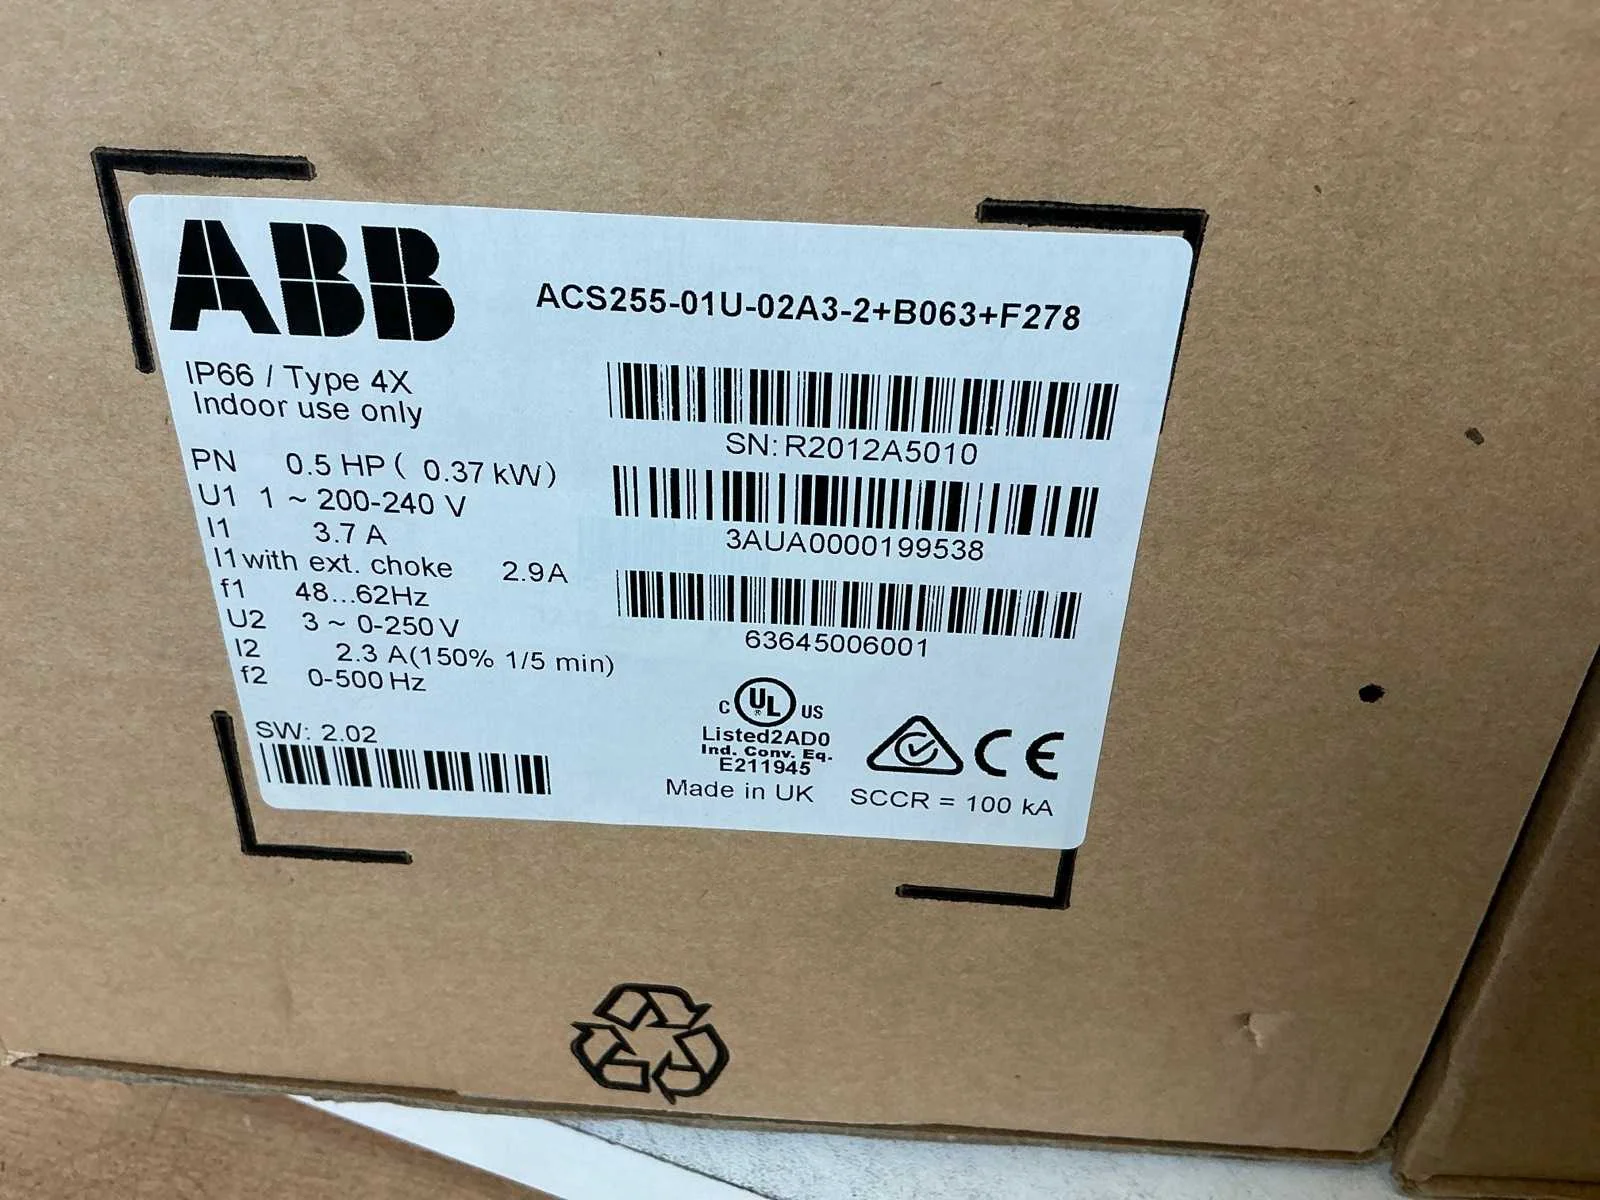 ABB
ACS255-01U-02A3-2+B063+F278
IP66 / Type 4X
Indoor use only
SN: R2012A5010
PN 0.5 HP ( 0.37 kW)
U1 1 ~ 200-240 V
I1 3.7 A
3AUA0000199538
I1 with ext. choke 2.9A
f1 48...62Hz
U2 3 ~ 0-250 V
63645006001
I2 2.3 A(150% 1/5 min)
f2 0-500 Hz
SW: 2.02
C UL ® US
Listed2AD0
Ind. Conv. Eq.
E211945
CE
Made in UK
SCCR = 100 kA